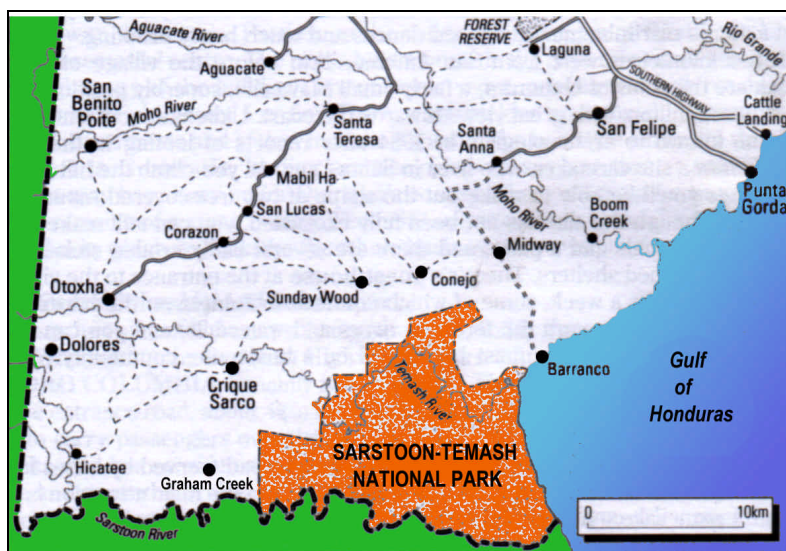 Aguacate River
FOREST
RESERVE
Laguna
Rio Grande
Aguacate
SOUTHERN HIGHWAY
San
Benito
Poite
Moho River
Cattle
Landing
Santa
Teresa
Santa
Anna
San Felipe
Mabil Ha
Punta
Gorda
San Lucas
Moho River
Boom
Creek
Corazon
Midway
Otoxha
Sunday Wood
Conejo
Dolores
Barranco
Gulf
of
Honduras
Crique
Sarco
Temash River
SARSTOON-TEMASH
NATIONAL PARK
Hicatee
Graham Creek
Sarstoon River
0
10km